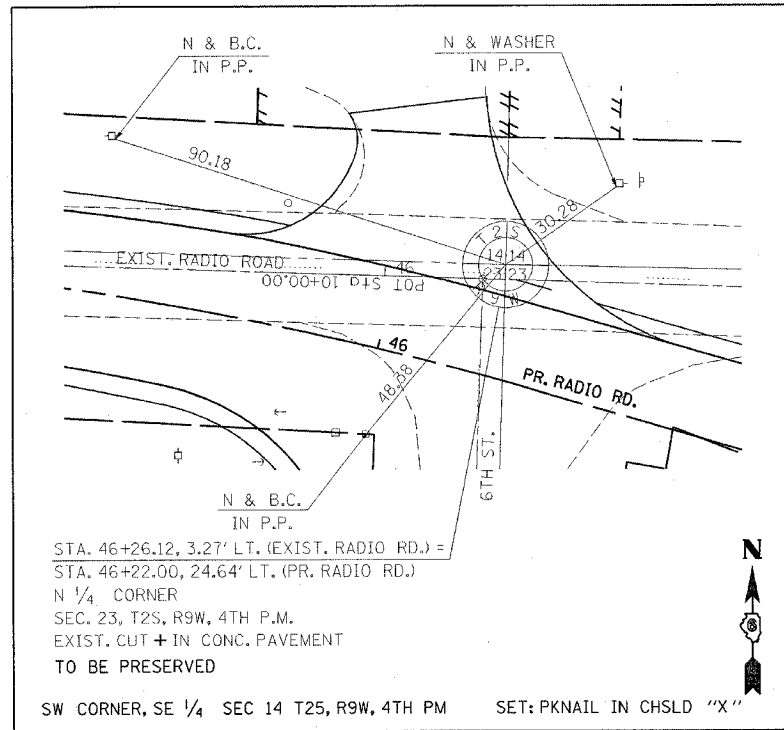 N & B.C.
IN P.P.
N & WASHER
IN P.P.
90.18
30.28
T 2 S
14 14
23 23
9 W
EXIST. RADIO ROAD
46
POT Sta 10+00.00
46
48.38
PR. RADIO RD.
6TH ST.
N & B.C.
IN P.P.
STA. 46+26.12, 3.27' LT. (EXIST. RADIO RD.) =
STA. 46+22.00, 24.64' LT. (PR. RADIO RD.)
N 1/4 CORNER
SEC. 23, T2S, R9W, 4TH P.M.
EXIST. CUT + IN CONC. PAVEMENT
TO BE PRESERVED
N
6
SW CORNER, SE 1/4 SEC 14 T25, R9W, 4TH PM
SET: PKNAIL IN CHSLD "X"